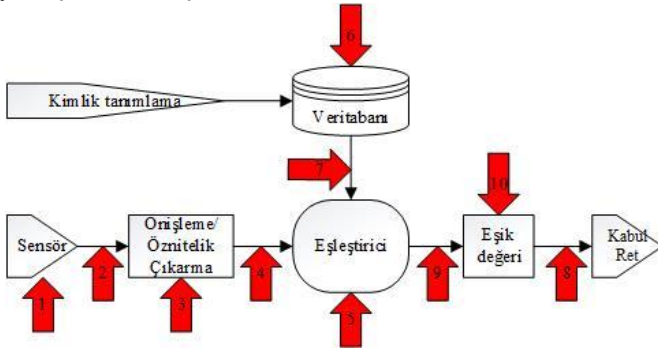 6
Kimlik tanımlama
Veritabanı
7
10
Sensör
Önişleme/
Öznitelik
Çıkarma
Eşleştirici
Eşik
değeri
Kabul
Ret
1
2
3
4
5
9
8